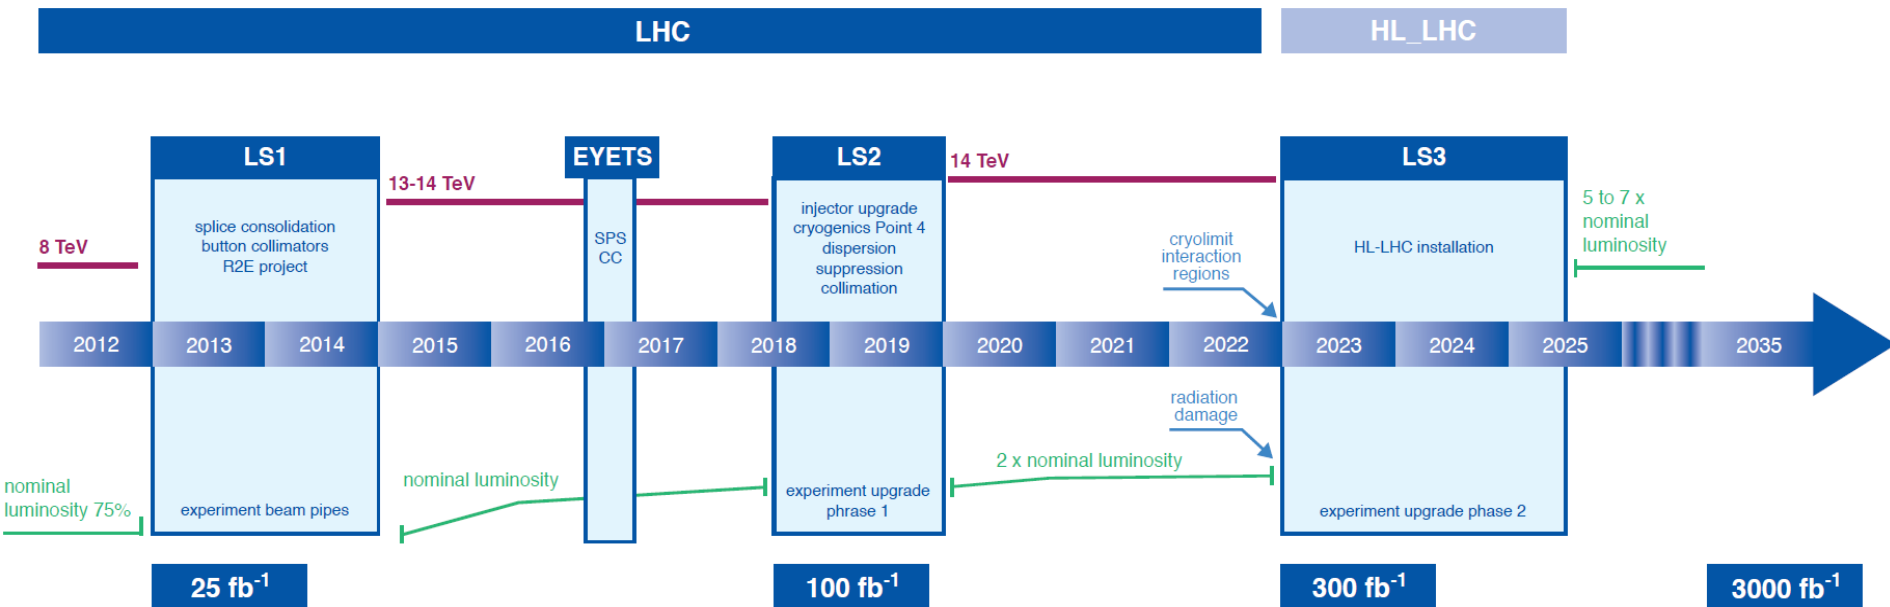 LHC
HL_LHC
LS1
EYETS
LS2
14 TeV
LS3
13-14 TeV
8 TeV
splice consolidation
button collimators
R2E project
SPS
CC
injector upgrade
cryogenics Point 4
dispersion
suppression
collimation
cryolimit
interaction
regions
HL-LHC installation
5 to 7 x
nominal
luminosity
2012
2013
2014
2015
2016
2017
2018
2019
2020
2021
2022
2023
2024
2025
2035
radiation
damage
nominal
luminosity 75%
experiment beam pipes
nominal luminosity
experiment upgrade
phrase 1
2 x nominal luminosity
experiment upgrade phase 2
25 fb⁻¹
100 fb⁻¹
300 fb⁻¹
3000 fb⁻¹